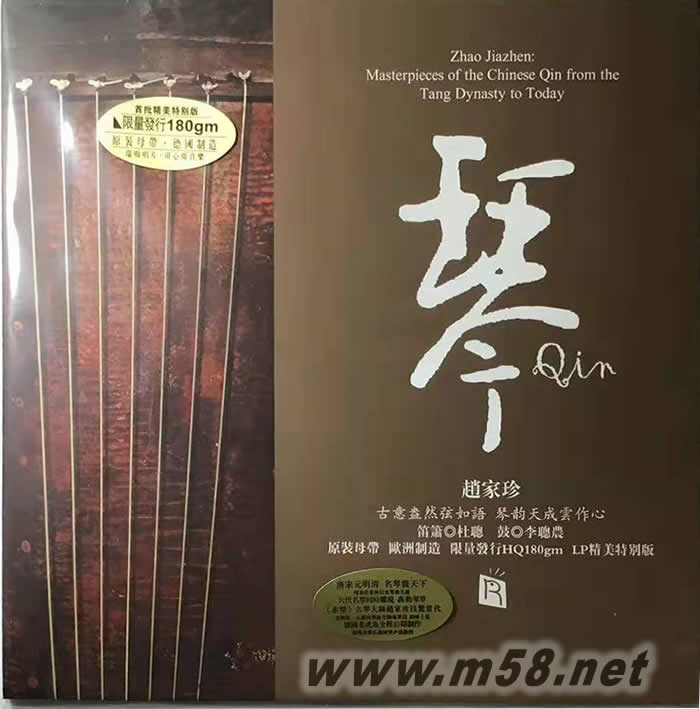 Zhao Jiazhen:
Masterpieces of the Chinese Qin from the
Tang Dynasty to Today
首批精美特別版
限量發行180gm
原裝母帶·德國制造
琴
Qin
趙家珍
古意盎然弦如語 琴韵天成雲作心
笛簫◎杜聰 鼓◎李聰農
原裝母帶 歐洲制造 限量發行HQ180gm LP精美特別版
R
唐宋元明清 名琴競天下
www.m58.net